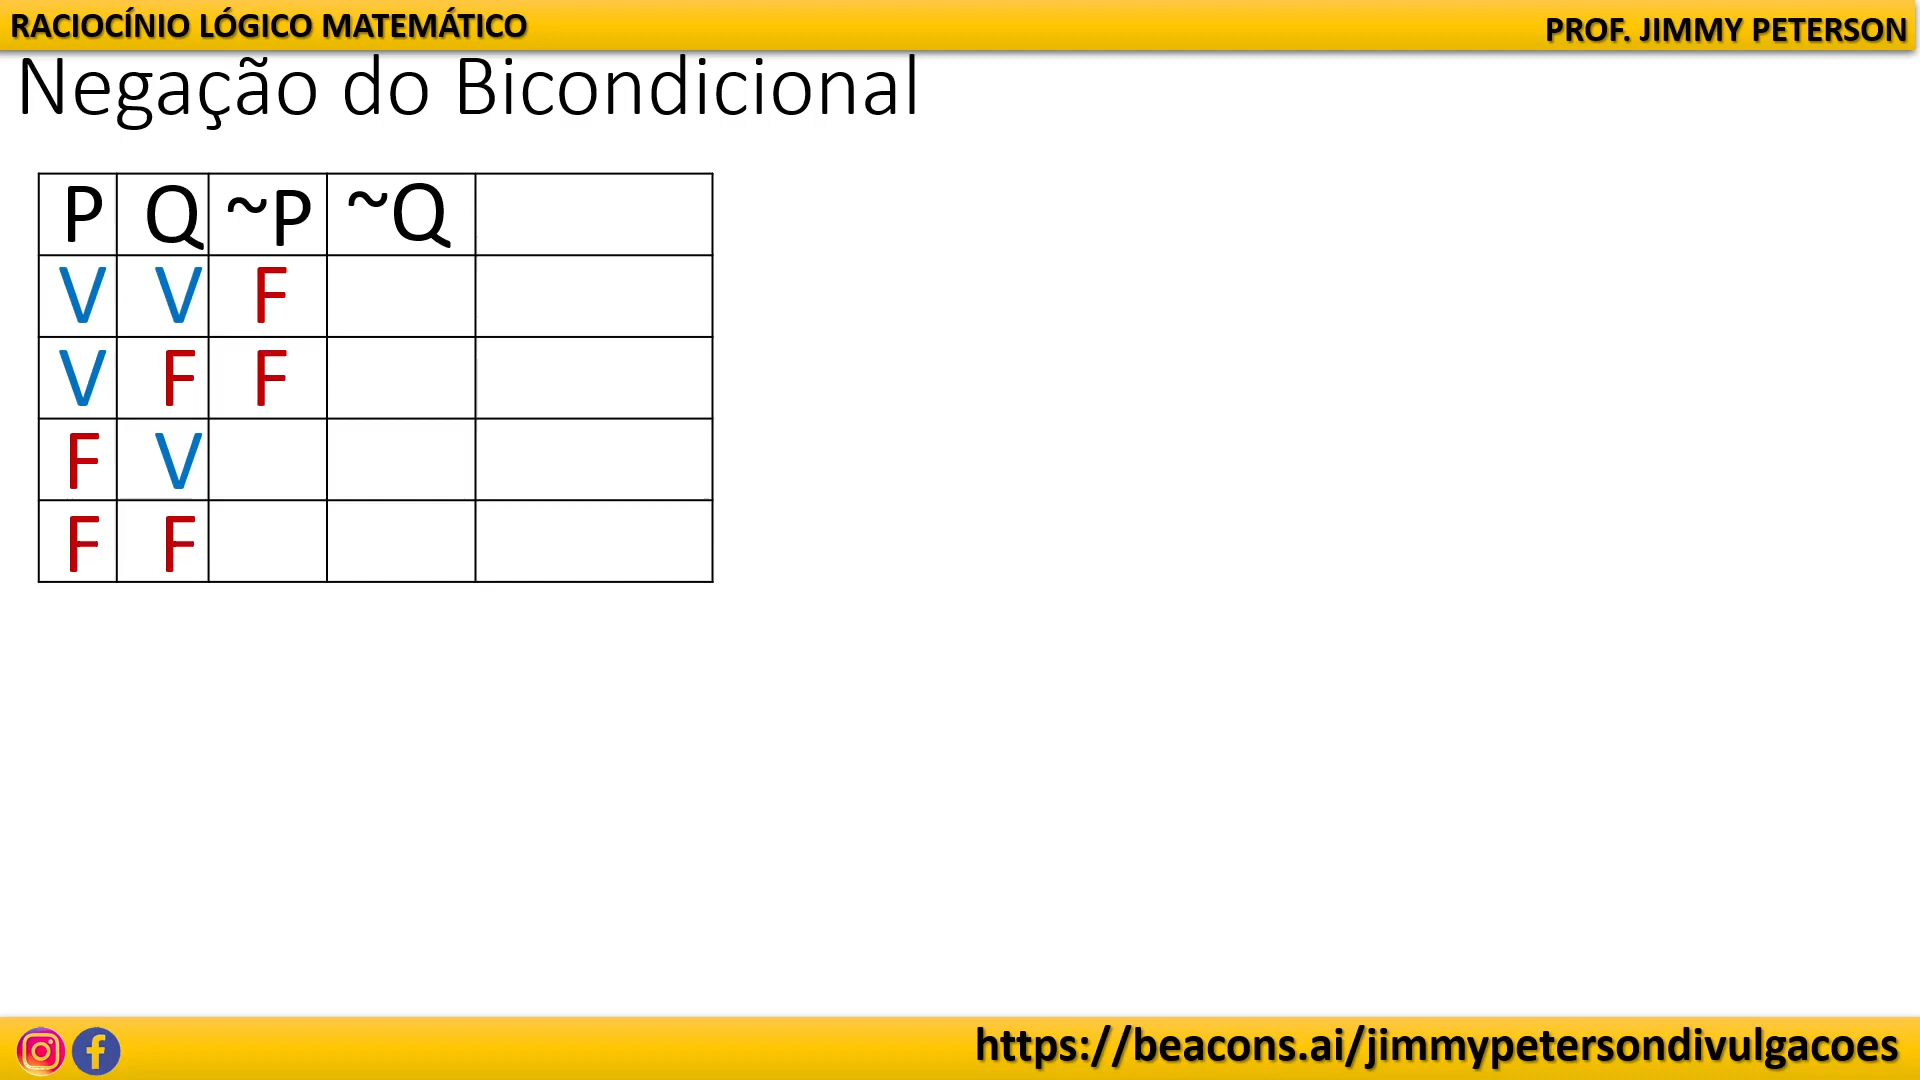 RACIOCÍNIO LÓGICO MATEMÁTICO
PROF. JIMMY PETERSON
Negação do Bicondicional
P Q ~P ~Q
V V F
V F F
F V
F F
https://beacons.ai/jimmypetersondivulgacoes